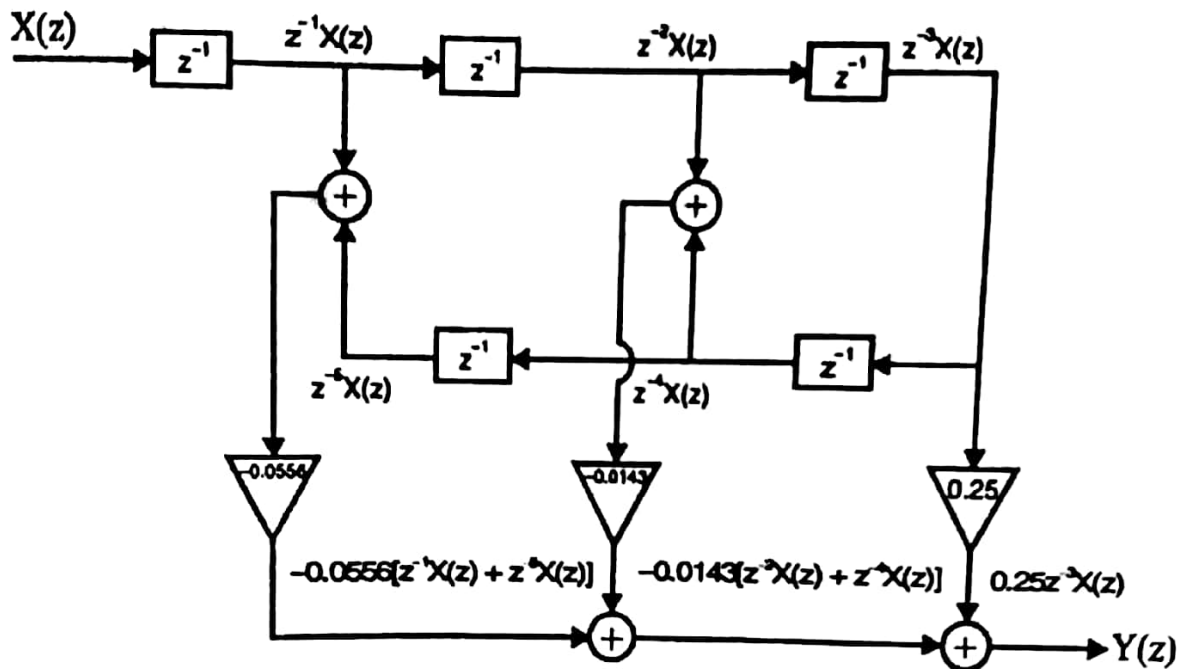 X(z)
z⁻¹
z⁻¹X(z)
z⁻¹
z⁻²X(z)
z⁻¹
z⁻³X(z)
+
+
z⁻¹
z⁻¹
z⁻⁵X(z)
z⁻⁴X(z)
–0.0556
–0.0143
0.25
–0.0556[z⁻¹X(z) + z⁻⁵X(z)]
–0.0143[z⁻²X(z) + z⁻⁴X(z)]
0.25z⁻³X(z)
+
+
Y(z)